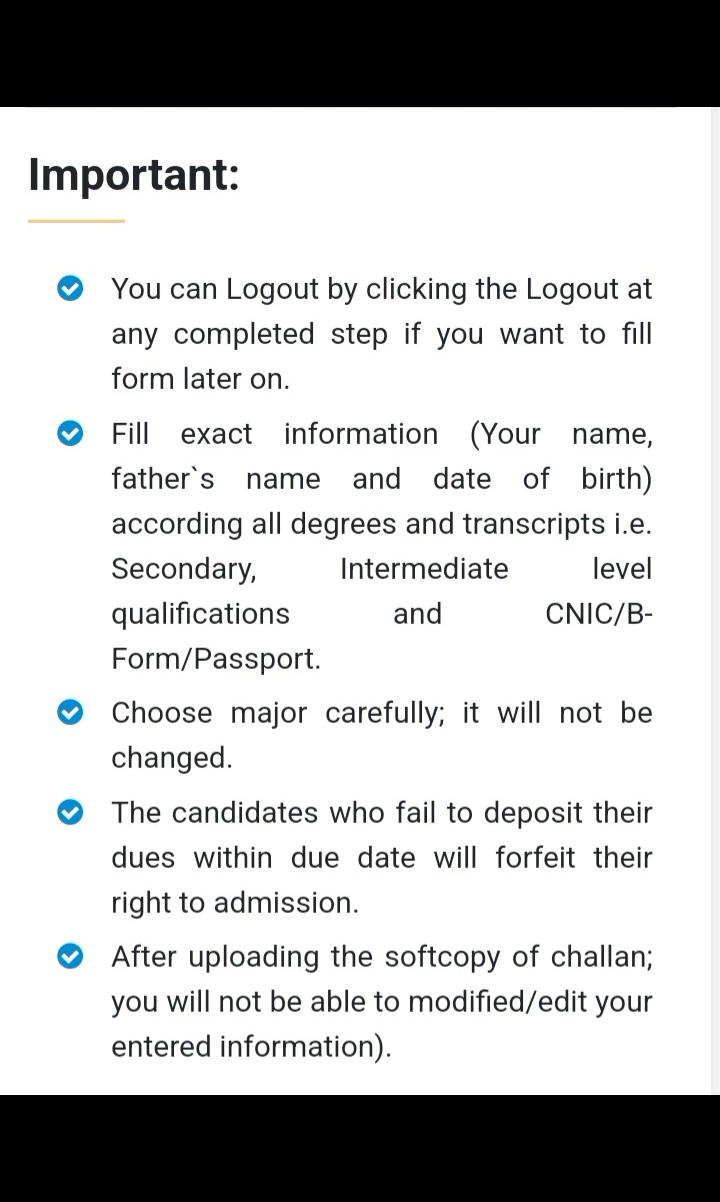 Important:
You can Logout by clicking the Logout at
any completed step if you want to fill
form later on.
Fill exact information (Your name,
father`s name and date of birth)
according all degrees and transcripts i.e.
Secondary, Intermediate level
qualifications and CNIC/B-
Form/Passport.
Choose major carefully; it will not be
changed.
The candidates who fail to deposit their
dues within due date will forfeit their
right to admission.
After uploading the softcopy of challan;
you will not be able to modified/edit your
entered information).